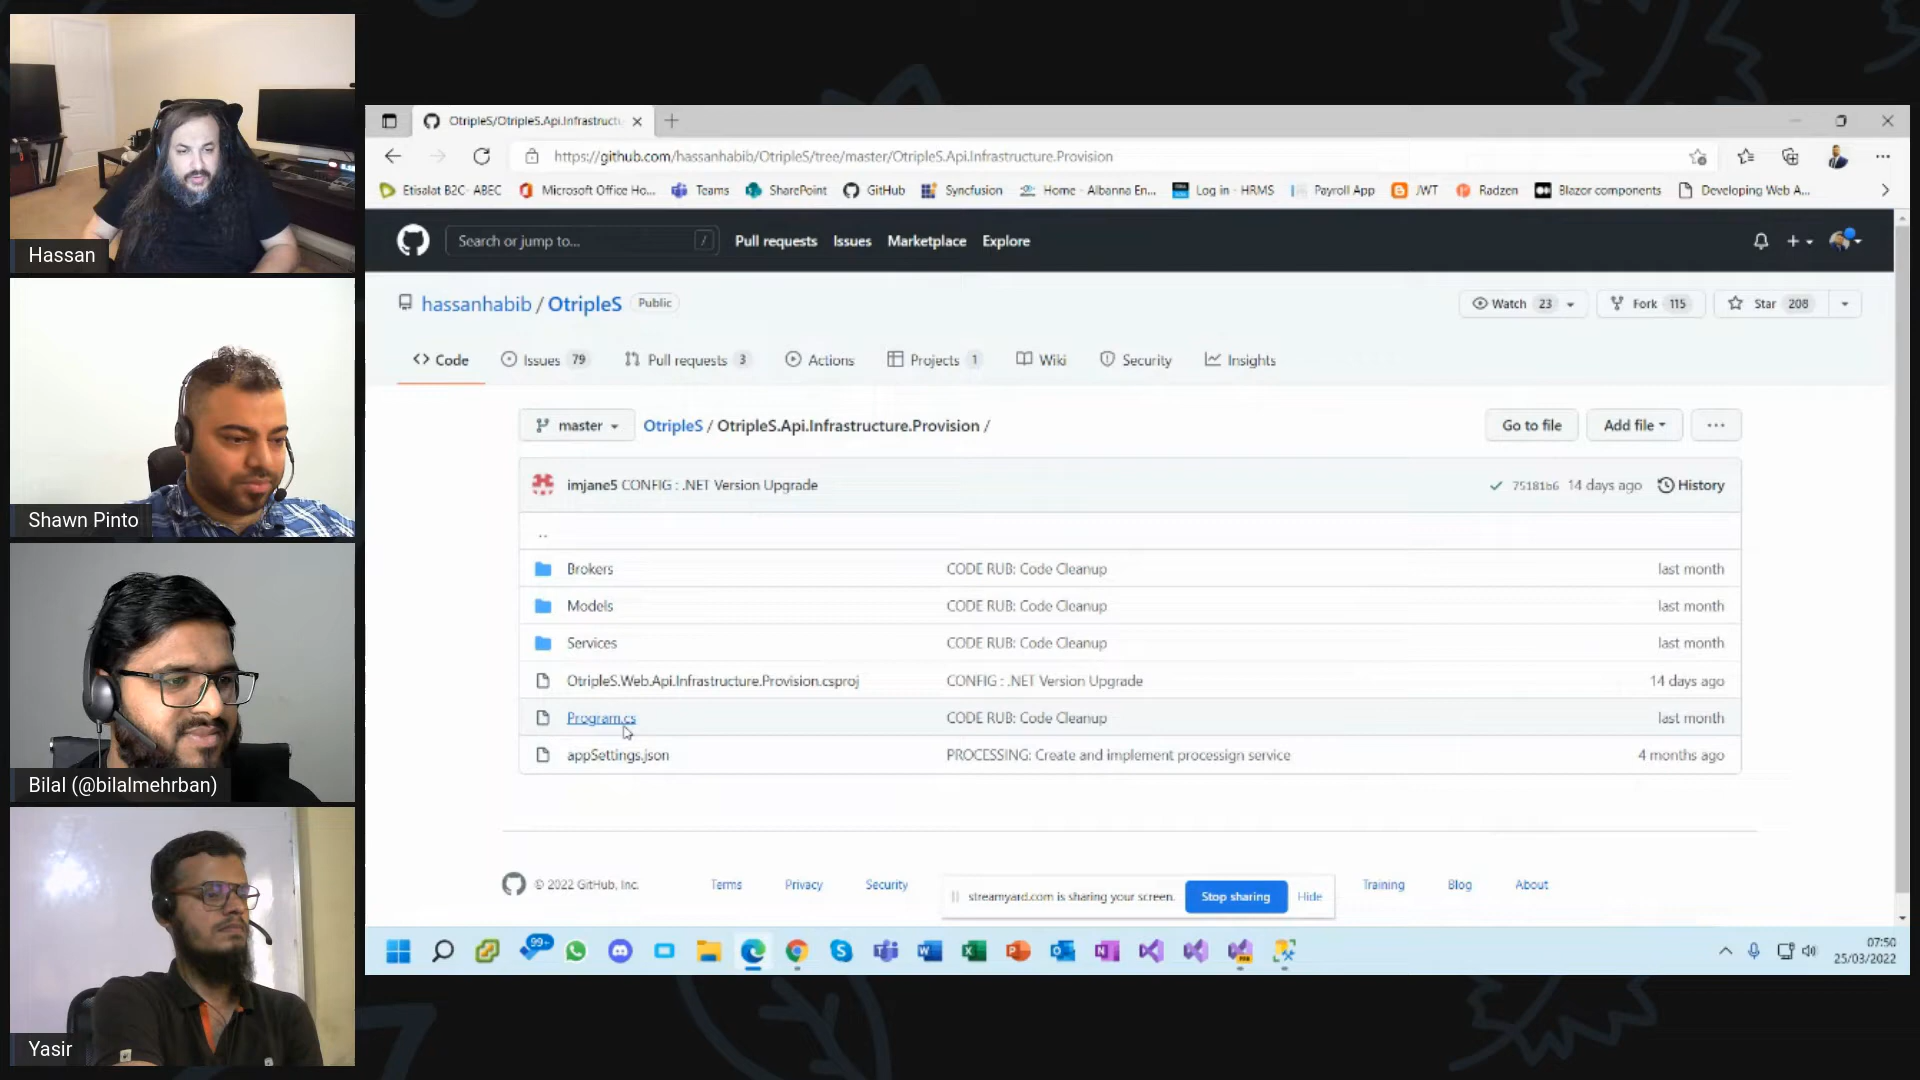 Hassan
Shawn Pinto
Bilal (@bilalmehrban)
Yasir
OtripleS/OtripleS.Api.Infrastructu
https://github.com/hassanhabib/OtripleS/tree/master/OtripleS.Api.Infrastructure.Provision
Etisalat B2C- ABEC Microsoft Office Ho... Teams SharePoint GitHub Syncfusion Home - Albanna En... Log in - HRMS Payroll App JWT Radzen Blazor components Developing Web A...
Search or jump to... / Pull requests Issues Marketplace Explore
hassanhabib / OtripleS Public Watch 23 Fork 115 Star 208
<> Code Issues 79 Pull requests 3 Actions Projects 1 Wiki Security Insights
master OtripleS / OtripleS.Api.Infrastructure.Provision / Go to file Add file ...
imjane5 CONFIG : .NET Version Upgrade 75181b6 14 days ago History
..
Brokers CODE RUB: Code Cleanup last month
Models CODE RUB: Code Cleanup last month
Services CODE RUB: Code Cleanup last month
OtripleS.Web.Api.Infrastructure.Provision.csproj CONFIG : .NET Version Upgrade 14 days ago
Program.cs CODE RUB: Code Cleanup last month
appSettings.json PROCESSING: Create and implement processign service 4 months ago
© 2022 GitHub, Inc. Terms Privacy Security Training Blog About
streamyard.com is sharing your screen. Stop sharing Hide
99+
07:50
25/03/2022